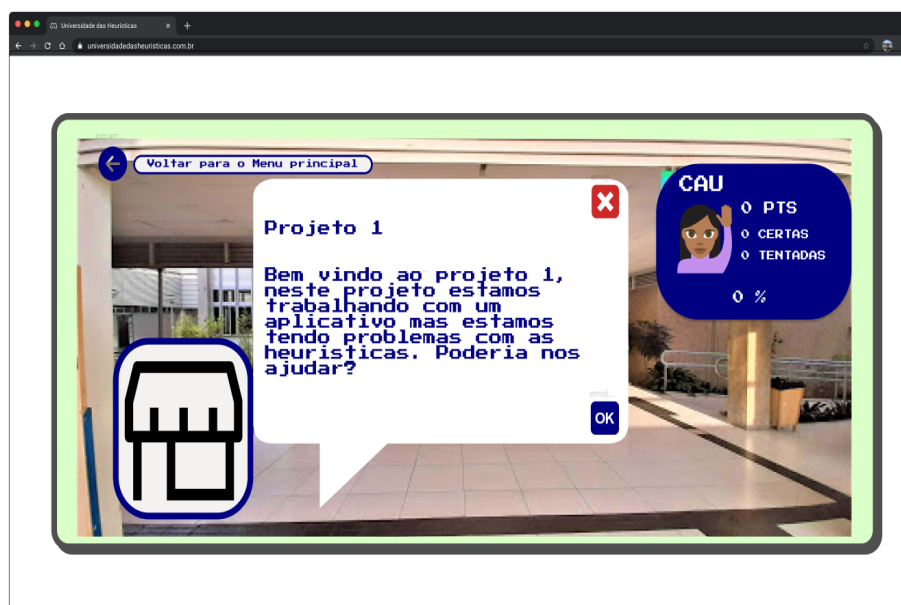 Universidade das Heurísticas
universidadedasheuristicas.com.br
Voltar para o Menu principal
CAU
0 PTS
0 CERTAS
0 TENTADAS
0 %
Projeto 1
Bem vindo ao projeto 1,
neste projeto estamos
trabalhando com um
aplicativo mas estamos
tendo problemas com as
heuristicas. Poderia nos
ajudar?
emoji...
OK